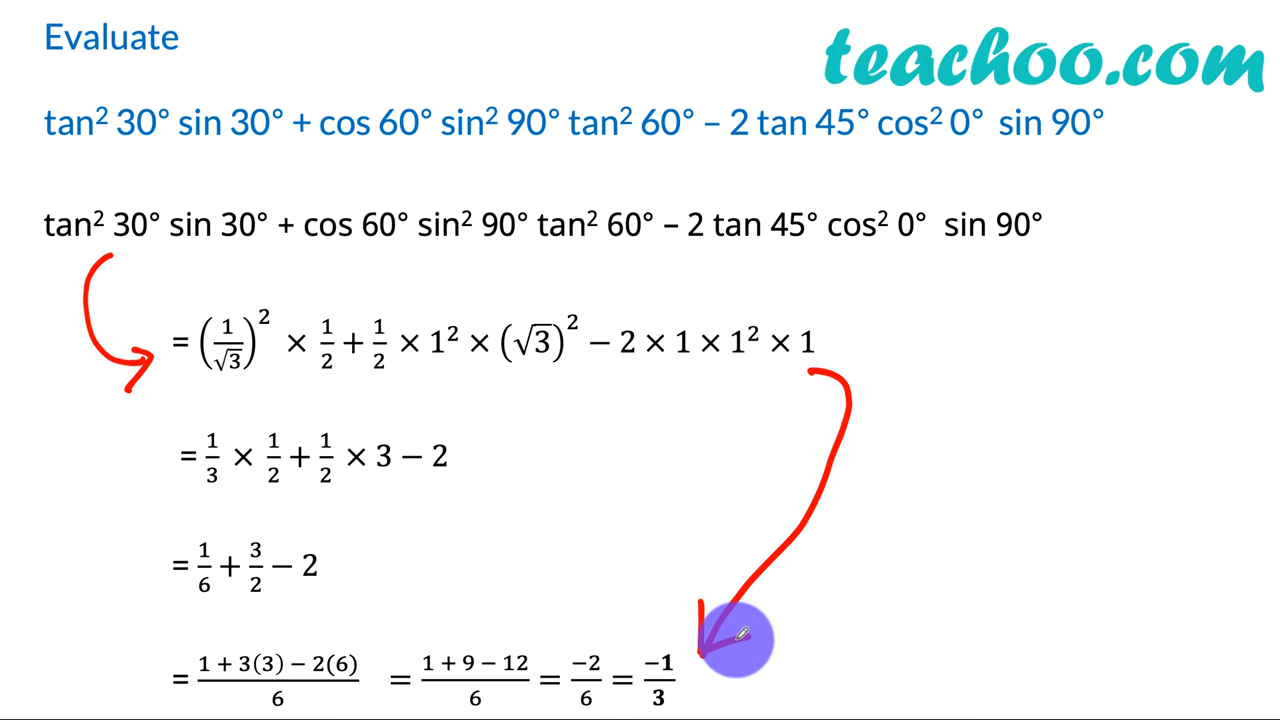 Evaluate
teachoo.com
tan² 30° sin 30° + cos 60° sin² 90° tan² 60° – 2 tan 45° cos² 0° sin 90°
tan² 30° sin 30° + cos 60° sin² 90° tan² 60° – 2 tan 45° cos² 0° sin 90°
= (1/√3)² × 1/2 + 1/2 × 1² × (√3)² − 2 × 1 × 1² × 1
= 1/3 × 1/2 + 1/2 × 3 − 2
= 1/6 + 3/2 − 2
= (1 + 3(3) − 2(6))/6 = (1 + 9 − 12)/6 = −2/6 = −1/3